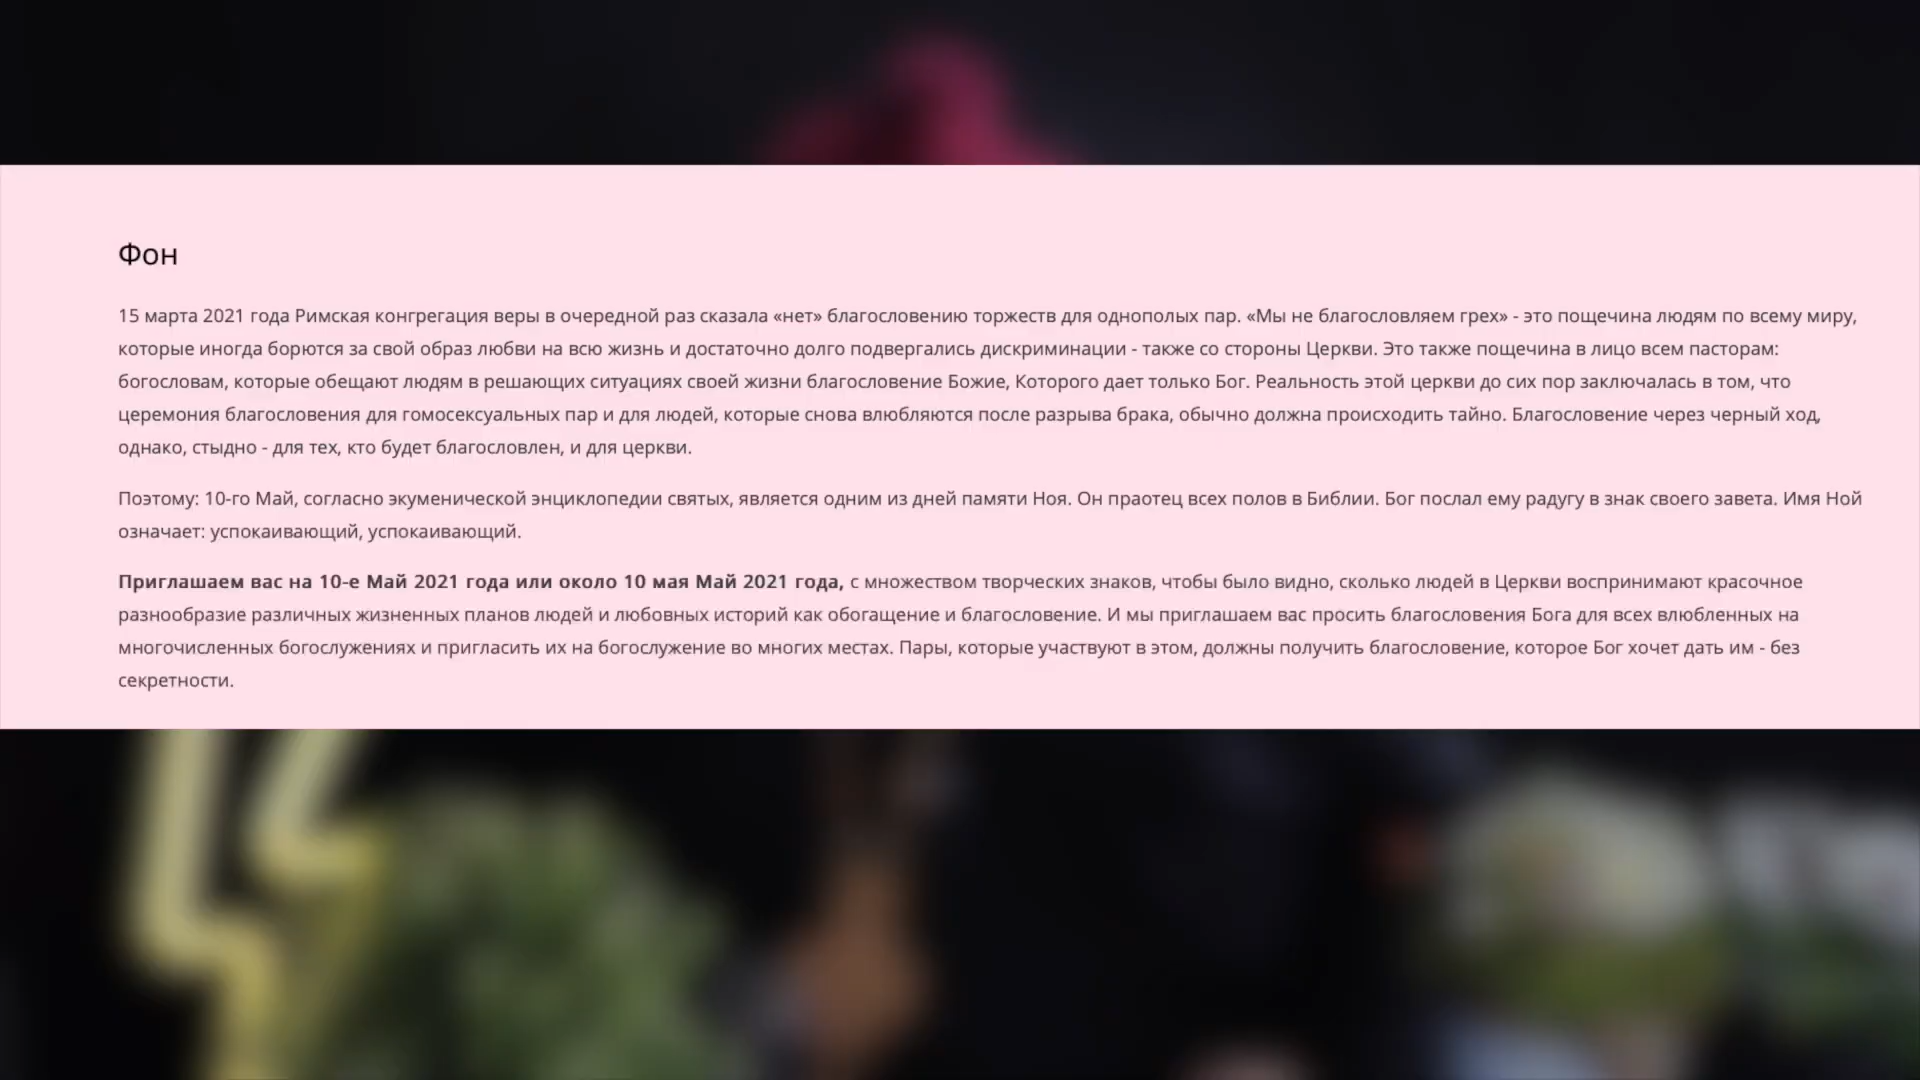 Фон
15 марта 2021 года Римская конгрегация веры в очередной раз сказала «нет» благословению торжеств для однополых пар. «Мы не благословляем грех» - это пощечина людям по всему миру,
которые иногда борются за свой образ любви на всю жизнь и достаточно долго подвергались дискриминации - также со стороны Церкви. Это также пощечина в лицо всем пасторам:
богословам, которые обещают людям в решающих ситуациях своей жизни благословение Божие, Которого дает только Бог. Реальность этой церкви до сих пор заключалась в том, что
церемония благословения для гомосексуальных пар и для людей, которые снова влюбляются после разрыва брака, обычно должна происходить тайно. Благословение через черный ход,
однако, стыдно - для тех, кто будет благословлен, и для церкви.
Поэтому: 10-го Май, согласно экуменической энциклопедии святых, является одним из дней памяти Ноя. Он праотец всех полов в Библии. Бог послал ему радугу в знак своего завета. Имя Ной
означает: успокаивающий, успокаивающий.
Приглашаем вас на 10-е Май 2021 года или около 10 мая Май 2021 года, с множеством творческих знаков, чтобы было видно, сколько людей в Церкви воспринимают красочное
разнообразие различных жизненных планов людей и любовных историй как обогащение и благословение. И мы приглашаем вас просить благословения Бога для всех влюбленных на
многочисленных богослужениях и пригласить их на богослужение во многих местах. Пары, которые участвуют в этом, должны получить благословение, которое Бог хочет дать им - без
секретности.